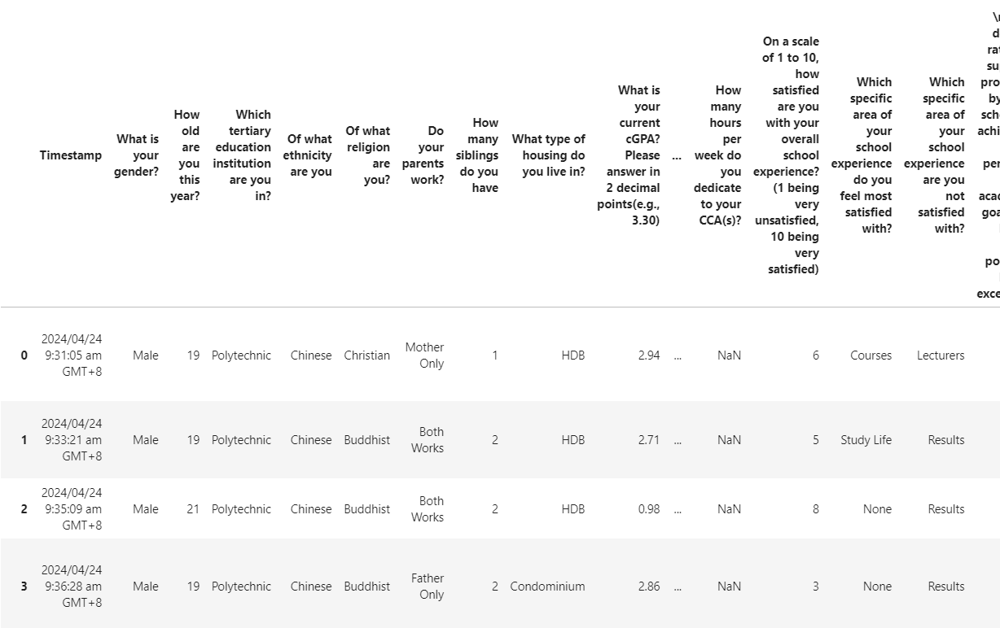 Timestamp
What is
your
gender?
How
old
are
you
this
year?
Which
tertiary
education
institution
are you
in?
Of what
ethnicity
are you
Of what
religion
are
you?
Do
your
parents
work?
How
many
siblings
do you
have
What type of
housing do
you live in?
What is
your
current
cGPA?
Please
answer in
2 decimal
points(e.g.,
3.30)
...
How
many
hours
per
week do
you
dedicate
to your
CCA(s)?
On a scale
of 1 to 10,
how
satisfied
are you
with your
overall
school
experience?
(1 being
very
unsatisfied,
10 being
very
satisfied)
Which
specific
area of
your
school
experience
do you
feel most
satisfied
with?
Which
specific
area of
your
school
experience
are you
not
satisfied
with?
0 2024/04/24 9:31:05 am GMT+8 Male 19 Polytechnic Chinese Christian Mother Only 1 HDB 2.94 ... NaN 6 Courses Lecturers
1 2024/04/24 9:33:21 am GMT+8 Male 19 Polytechnic Chinese Buddhist Both Works 2 HDB 2.71 ... NaN 5 Study Life Results
2 2024/04/24 9:35:09 am GMT+8 Male 21 Polytechnic Chinese Buddhist Both Works 2 HDB 0.98 ... NaN 8 None Results
3 2024/04/24 9:36:28 am GMT+8 Male 19 Polytechnic Chinese Buddhist Father Only 2 Condominium 2.86 ... NaN 3 None Results